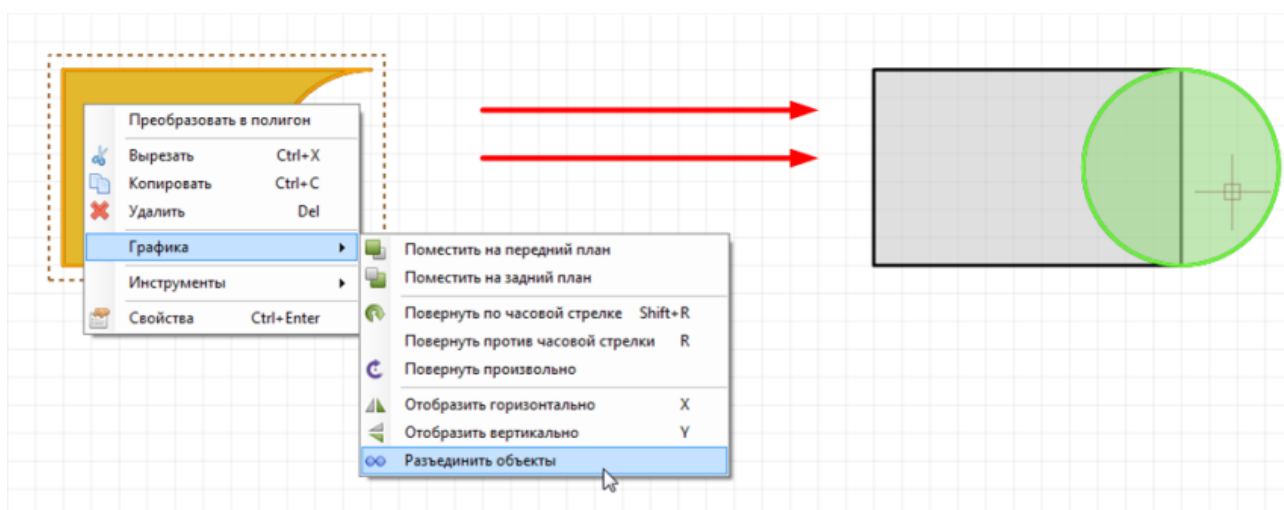 Преобразовать в полигон
Вырезать Ctrl+X
Копировать Ctrl+C
Удалить Del
Графика
Инструменты
Свойства Ctrl+Enter
Поместить на передний план
Поместить на задний план
Повернуть по часовой стрелке Shift+R
Повернуть против часовой стрелки R
Повернуть произвольно
Отобразить горизонтально X
Отобразить вертикально Y
Разъединить объекты